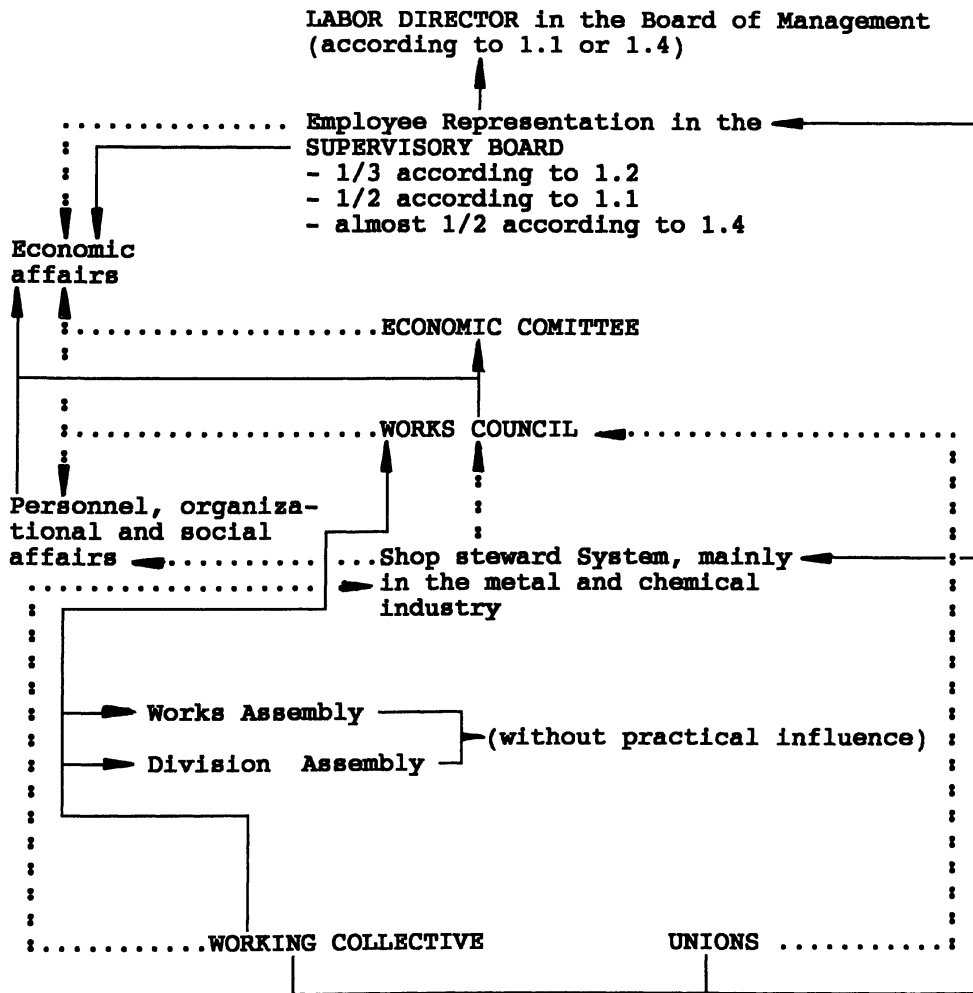 LABOR DIRECTOR in the Board of Management
(according to 1.1 or 1.4)
Employee Representation in the
SUPERVISORY BOARD
- 1/3 according to 1.2
- 1/2 according to 1.1
- almost 1/2 according to 1.4
Economic
affairs
ECONOMIC COMITTEE
WORKS COUNCIL
Personnel, organiza-
tional and social
affairs
Shop steward System, mainly
in the metal and chemical
industry
Works Assembly
(without practical influence)
Division Assembly
WORKING COLLECTIVE
UNIONS